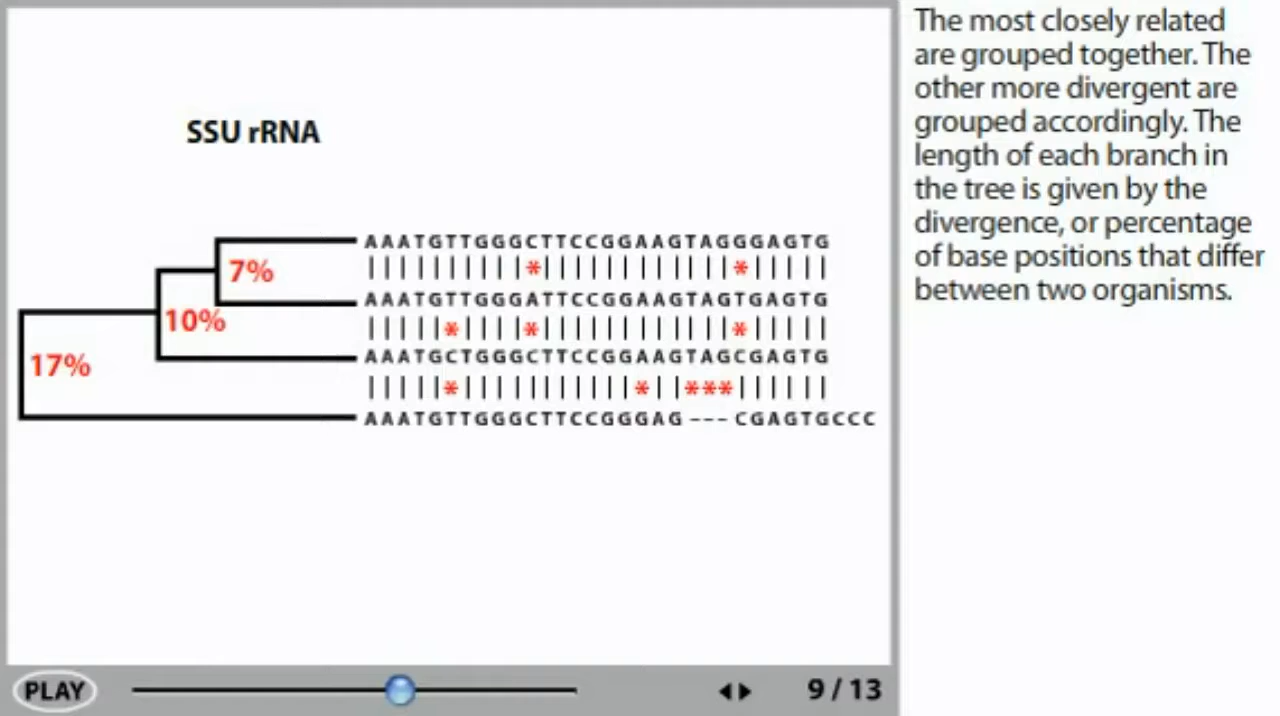 SSU rRNA
AAATGTTGGGCTTCCGGAAGTAGGGAGTG
7%
|||||||||*||||||||||||*|||||
AAATGTTGGGATTCCGGAAGTAGTGAGTG
10%
|||||*||||*||||||||||||*|||||
AAATGCTGGGCTTCCGGAAGTAGCGAGTG
17%
|||||*|||||||||||*||***||||||
AAATGTTGGGCTTCCGGGAG---CGAGTGCCC
PLAY
9 / 13
The most closely related
are grouped together. The
other more divergent are
grouped accordingly. The
length of each branch in
the tree is given by the
divergence, or percentage
of base positions that differ
between two organisms.